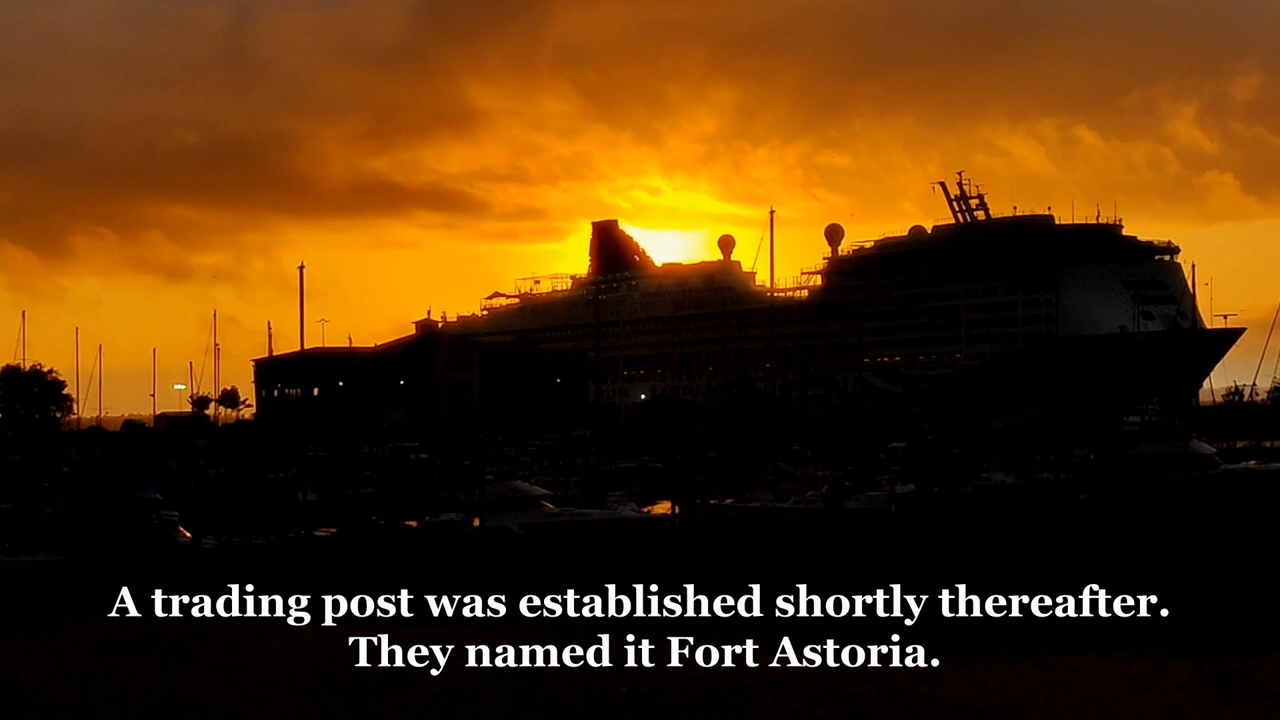 A trading post was established shortly thereafter.
They named it Fort Astoria.